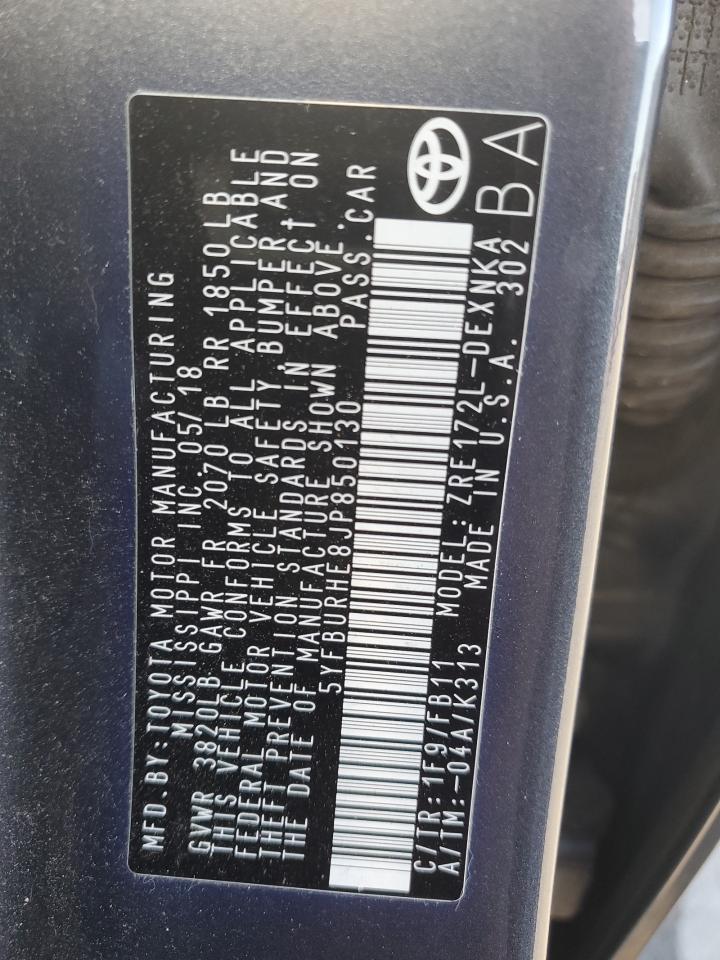 MFD.BY:TOYOTA MOTOR MANUFACTURING
MISSISSIPPI INC.05/18
GVWR 3820LB GAWR FR 2070 LB RR 1850 LB
THIS VEHICLE CONFORMS TO ALL APPLICABLE
FEDERAL MOTOR VEHICLE SAFETY,BUMPER,AND
THEFT PREVENTION STANDARDS IN EFFECT ON
THE DATE OF MANUFACTURE SHOWN ABOVE.
5YFBURHE8JP850130 PASS.CAR
C/TR:1F9/FB11 MODEL:ZRE172L-DEXNKA
A/TM:-04A/K313 MADE IN U.S.A. 302
BA